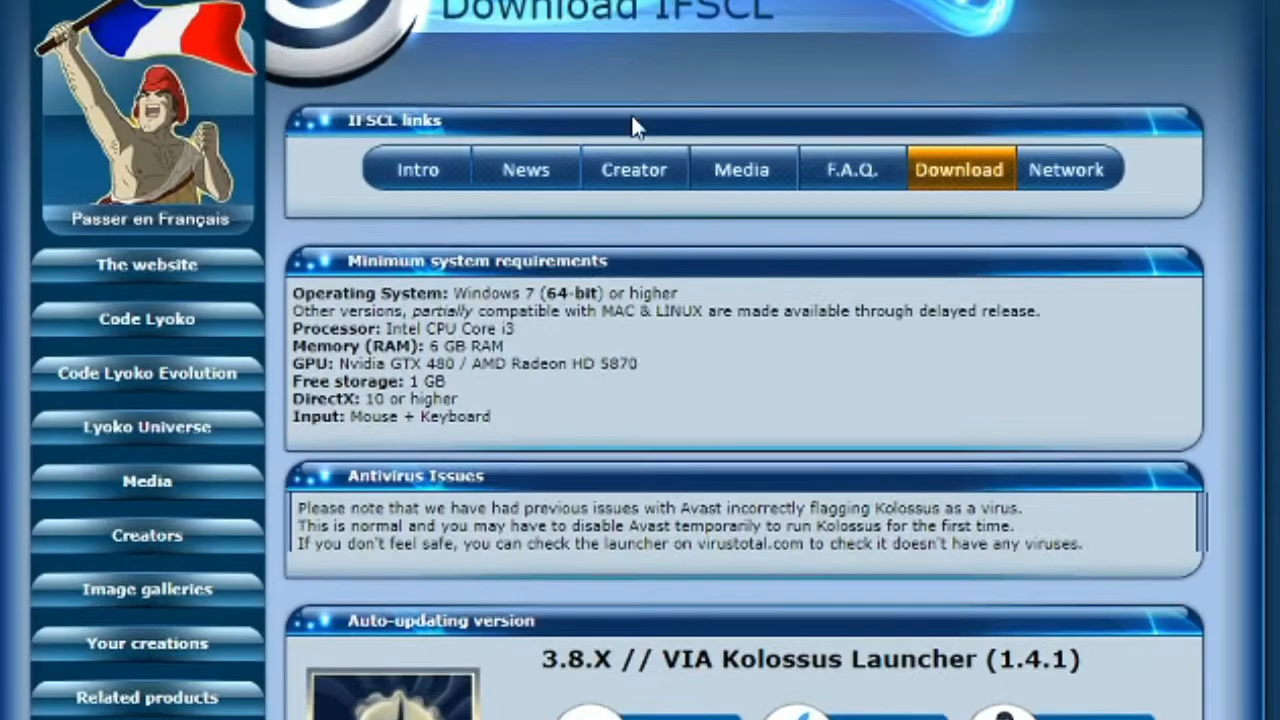 Download IFSCL
IFSCL links
Intro News Creator Media F.A.Q. Download Network
Passer en Français
The website
Code Lyoko
Code Lyoko Evolution
Lyoko Universe
Media
Creators
Image galleries
Your creations
Related products
Minimum system requirements
Operating System: Windows 7 (64-bit) or higher
Other versions, partially compatible with MAC & LINUX are made available through delayed release.
Processor: Intel CPU Core i3
Memory (RAM): 6 GB RAM
GPU: Nvidia GTX 480 / AMD Radeon HD 5870
Free storage: 1 GB
DirectX: 10 or higher
Input: Mouse + Keyboard
Antivirus Issues
Please note that we have had previous issues with Avast incorrectly flagging Kolossus as a virus.
This is normal and you may have to disable Avast temporarily to run Kolossus for the first time.
If you don't feel safe, you can check the launcher on virustotal.com to check it doesn't have any viruses.
Auto-updating version
3.8.X // VIA Kolossus Launcher (1.4.1)